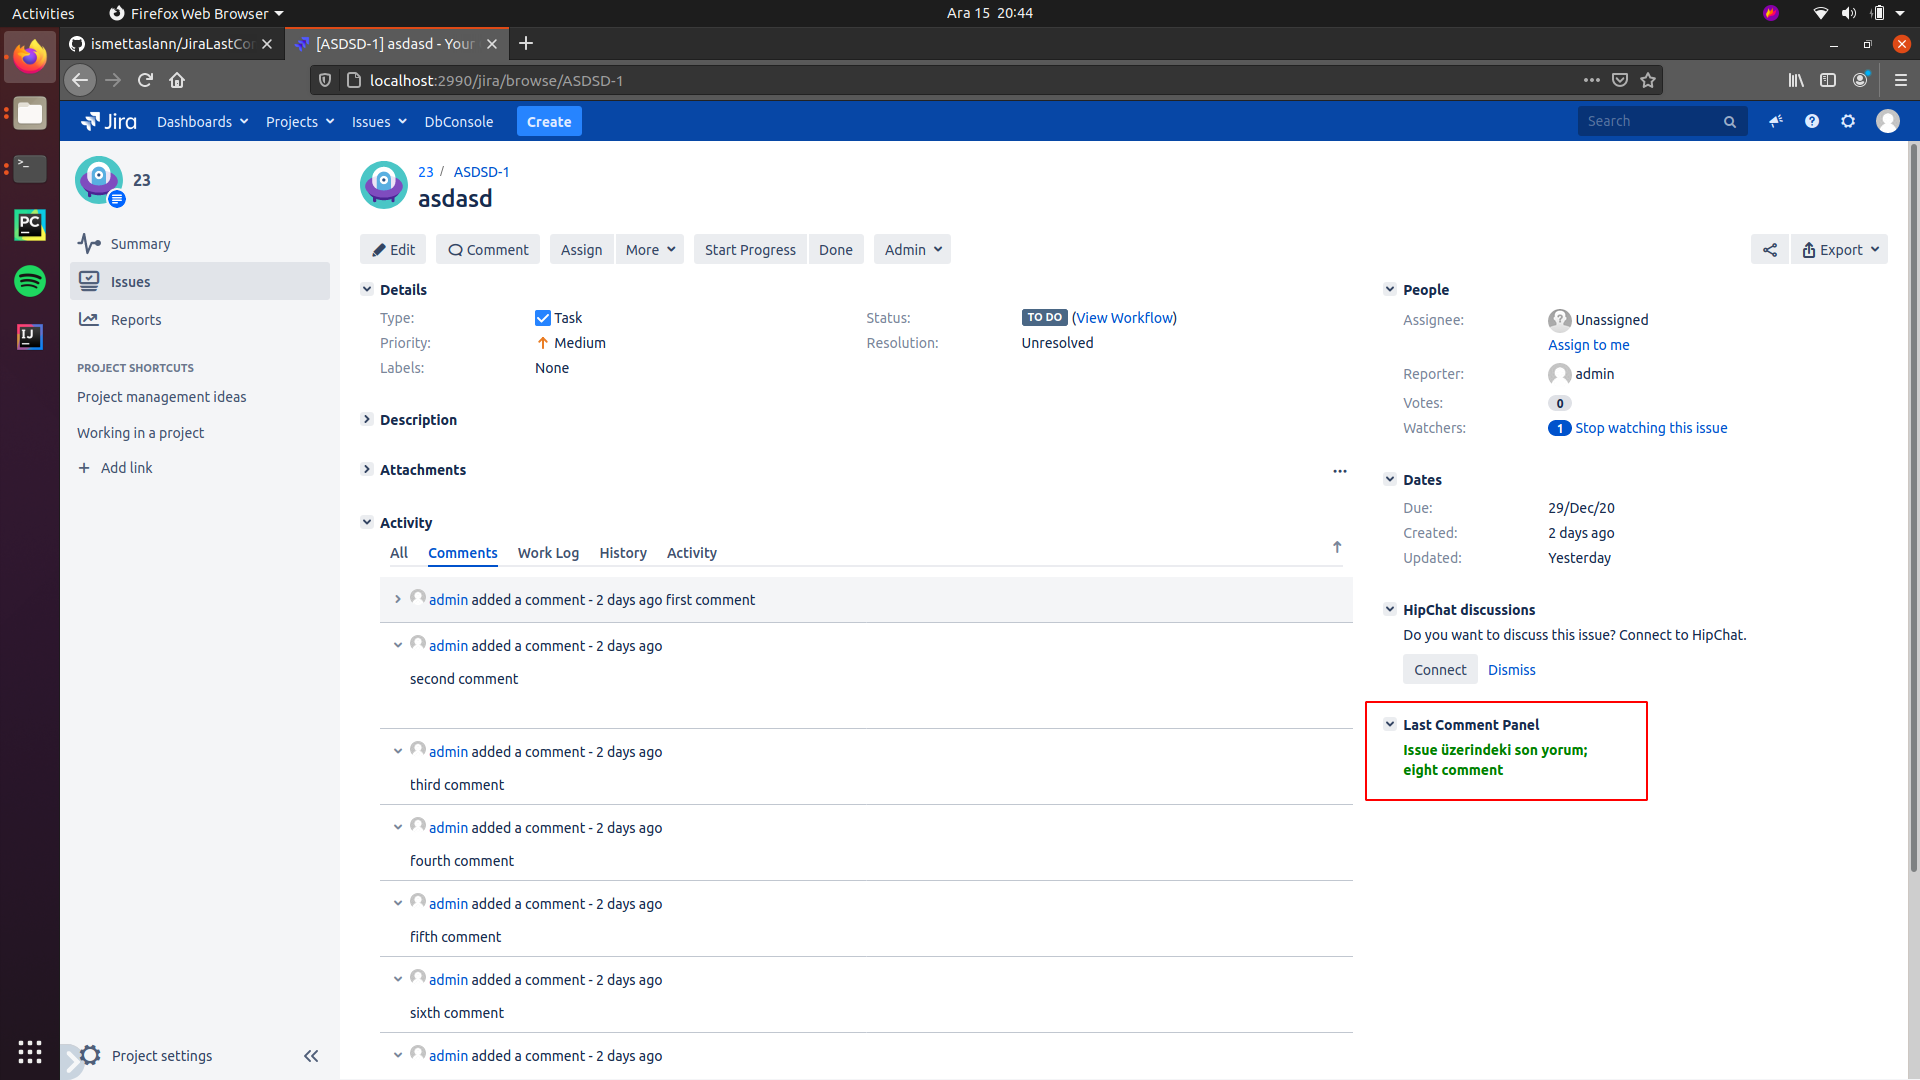 Activities
Firefox Web Browser
Ara 15 20:44
ismettaslann/JiraLastCo
[ASDSD-1] asdasd - Your
localhost:2990/jira/browse/ASDSD-1
Jira
Dashboards
Projects
Issues
DbConsole
Create
Search
23
Summary
Issues
Reports
PROJECT SHORTCUTS
Project management ideas
Working in a project
Add link
Project settings
23 / ASDSD-1
asdasd
Edit
Comment
Assign
More
Start Progress
Done
Admin
Export
Details
Type: Task
Priority: Medium
Labels: None
Status: TO DO (View Workflow)
Resolution: Unresolved
Description
Attachments
Activity
All
Comments
Work Log
History
Activity
admin added a comment - 2 days ago first comment
admin added a comment - 2 days ago
second comment
admin added a comment - 2 days ago
third comment
admin added a comment - 2 days ago
fourth comment
admin added a comment - 2 days ago
fifth comment
admin added a comment - 2 days ago
sixth comment
admin added a comment - 2 days ago
People
Assignee: Unassigned
Assign to me
Reporter: admin
Votes: 0
Watchers: 1 Stop watching this issue
Dates
Due: 29/Dec/20
Created: 2 days ago
Updated: Yesterday
HipChat discussions
Do you want to discuss this issue? Connect to HipChat.
Connect
Dismiss
Last Comment Panel
Issue üzerindeki son yorum;
eight comment
PC
IJ